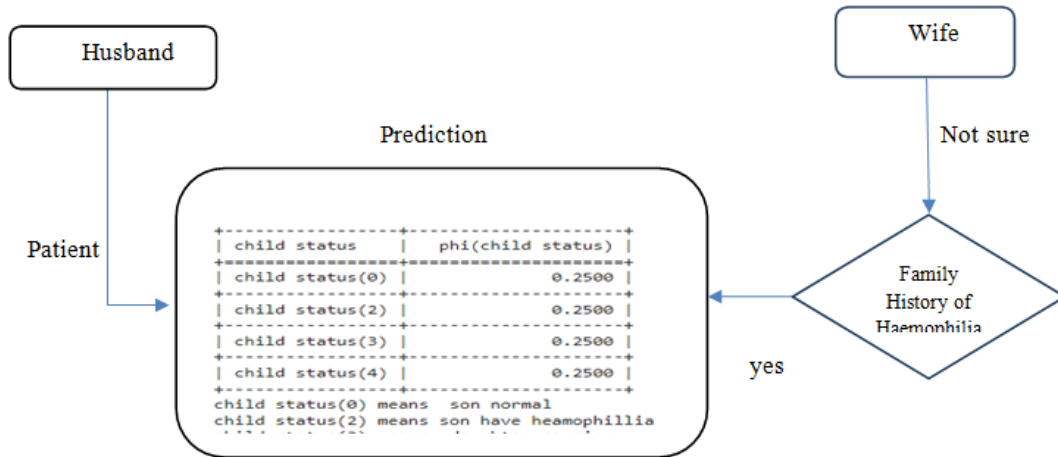 Husband
Wife
Prediction
Not sure
Patient
+-----------------+----------------------+
| child status | phi(child status) |
+=================+======================+
| child status(0) | 0.2500 |
+-----------------+----------------------+
| child status(2) | 0.2500 |
+-----------------+----------------------+
| child status(3) | 0.2500 |
+-----------------+----------------------+
| child status(4) | 0.2500 |
+-----------------+----------------------+
child status(0) means son normal
child status(2) means son have heamophillia
Family
History of
Haemophilia
yes